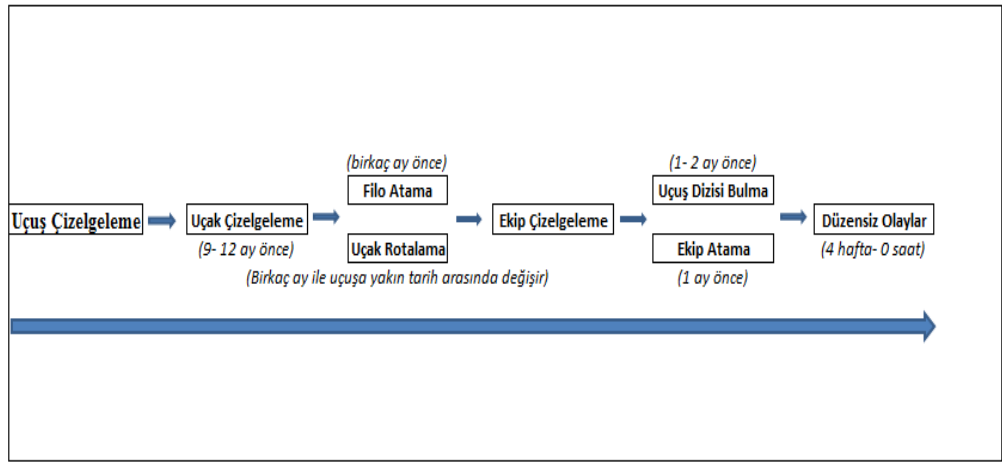 Uçuş Çizelgeleme
Uçak Çizelgeleme
(9- 12 ay önce)
(birkaç ay önce)
Filo Atama
Uçak Rotalama
(Birkaç ay ile uçuşa yakın tarih arasında değişir)
Ekip Çizelgeleme
(1- 2 ay önce)
Uçuş Dizisi Bulma
Ekip Atama
(1 ay önce)
Düzensiz Olaylar
(4 hafta- 0 saat)